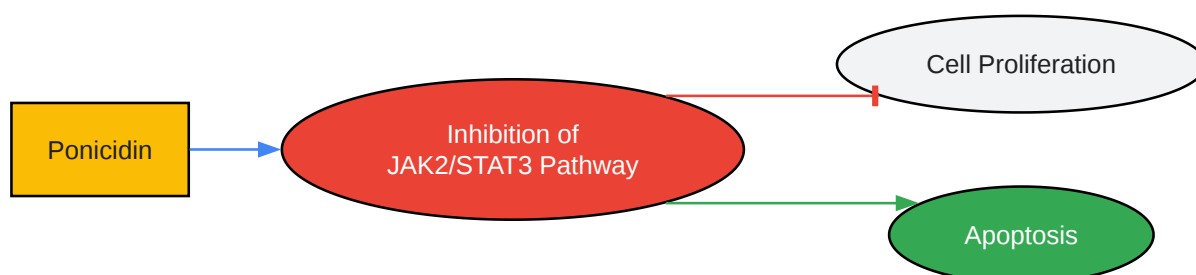 Ponicidin
Inhibition of
JAK2/STAT3 Pathway
Cell Proliferation
Apoptosis